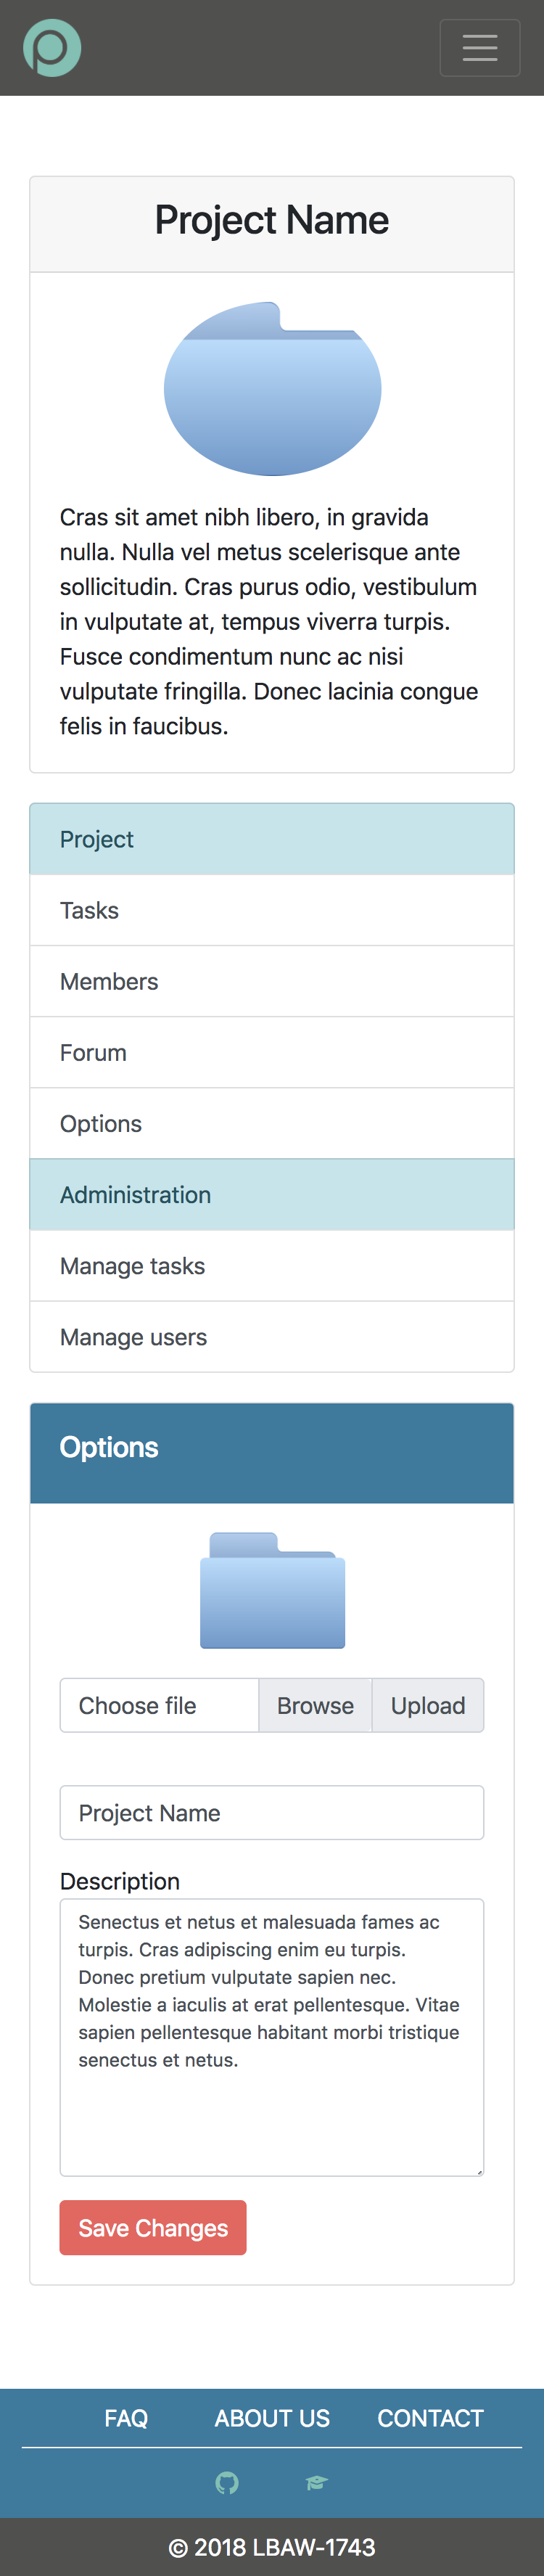 Project Name
Cras sit amet nibh libero, in gravida
nulla. Nulla vel metus scelerisque ante
sollicitudin. Cras purus odio, vestibulum
in vulputate at, tempus viverra turpis.
Fusce condimentum nunc ac nisi
vulputate fringilla. Donec lacinia congue
felis in faucibus.
Project
Tasks
Members
Forum
Options
Administration
Manage tasks
Manage users
Options
Choose file Browse Upload
Project Name
Description
Senectus et netus et malesuada fames ac
turpis. Cras adipiscing enim eu turpis.
Donec pretium vulputate sapien nec.
Molestie a iaculis at erat pellentesque. Vitae
sapien pellentesque habitant morbi tristique
senectus et netus.
Save Changes
FAQ ABOUT US CONTACT
© 2018 LBAW-1743